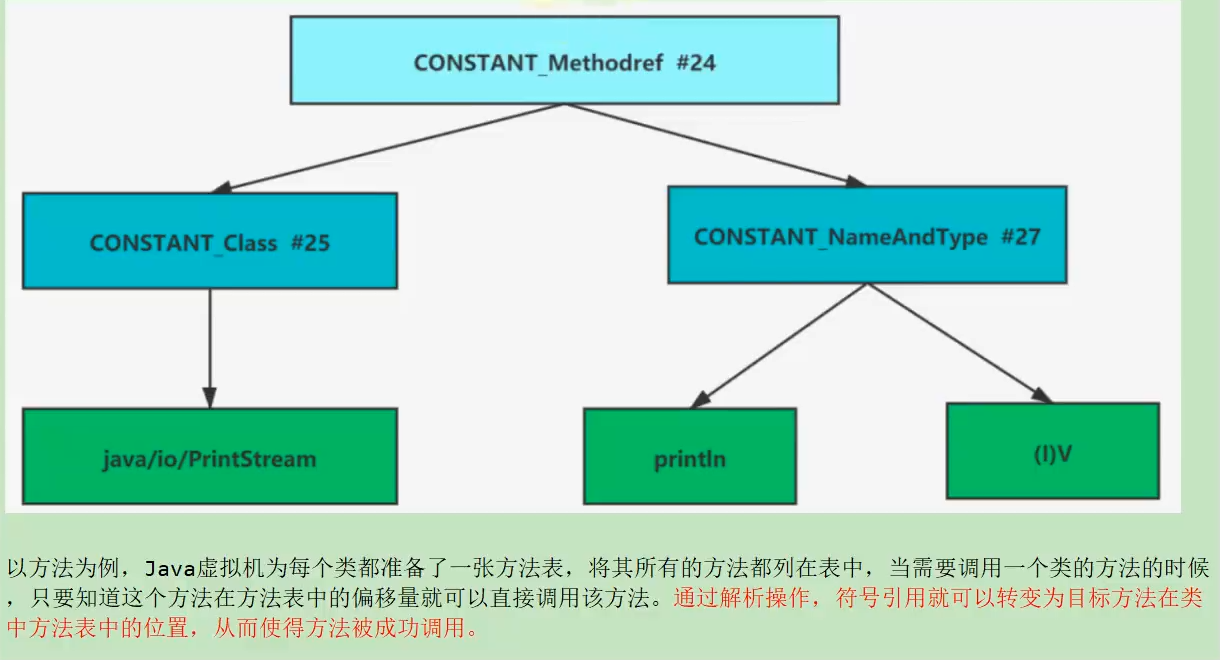 CONSTANT_Methodref #24
CONSTANT_Class #25
CONSTANT_NameAndType #27
java/io/PrintStream
println
(I)V
以方法为例，Java虚拟机为每个类都准备了一张方法表，将其所有的方法都列在表中，当需要调用一个类的方法的时候
，只要知道这个方法在方法表中的偏移量就可以直接调用该方法。通过解析操作，符号引用就可以转变为目标方法在类
中方法表中的位置，从而使得方法被成功调用。